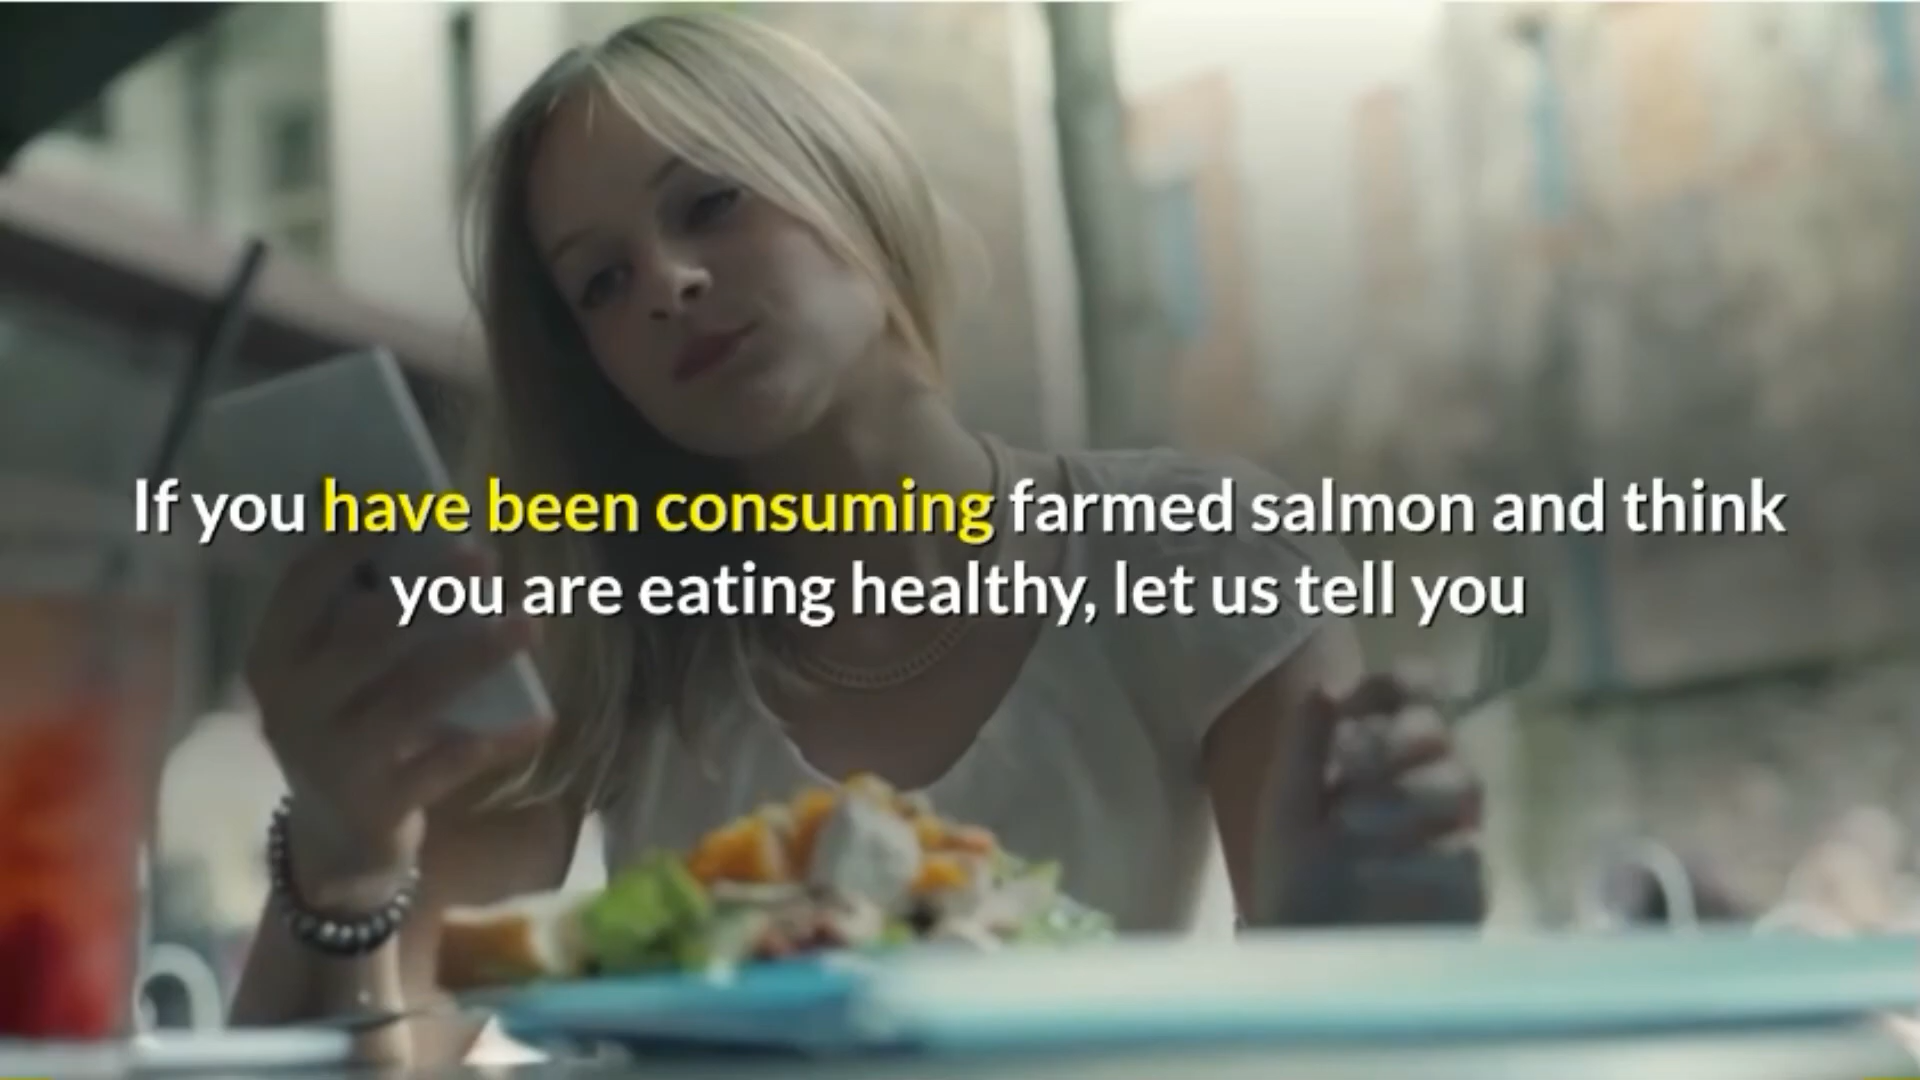 If you have been consuming farmed salmon and think
you are eating healthy, let us tell you